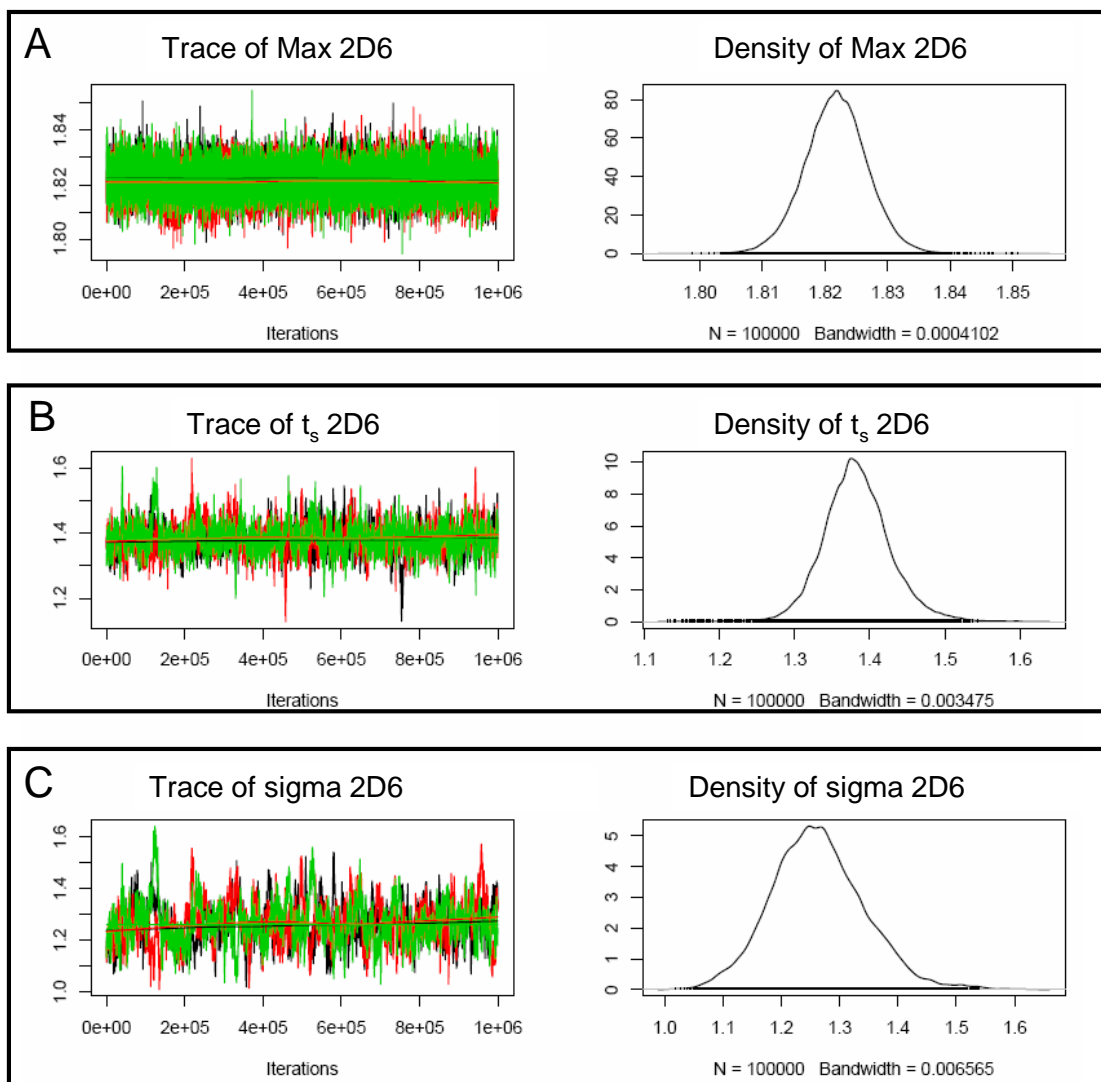 A
Trace of Max 2D6
Density of Max 2D6
1.80 1.82 1.84
0e+00 2e+05 4e+05 6e+05 8e+05 1e+06
Iterations
0 20 40 60 80
1.80 1.81 1.82 1.83 1.84 1.85
N = 100000 Bandwidth = 0.0004102
B
Trace of ts 2D6
Density of ts 2D6
1.2 1.4 1.6
0e+00 2e+05 4e+05 6e+05 8e+05 1e+06
Iterations
0 2 4 6 8 10
1.1 1.2 1.3 1.4 1.5 1.6
N = 100000 Bandwidth = 0.003475
C
Trace of sigma 2D6
Density of sigma 2D6
1.0 1.2 1.4 1.6
0e+00 2e+05 4e+05 6e+05 8e+05 1e+06
Iterations
0 1 2 3 4 5
1.0 1.1 1.2 1.3 1.4 1.5 1.6
N = 100000 Bandwidth = 0.006565